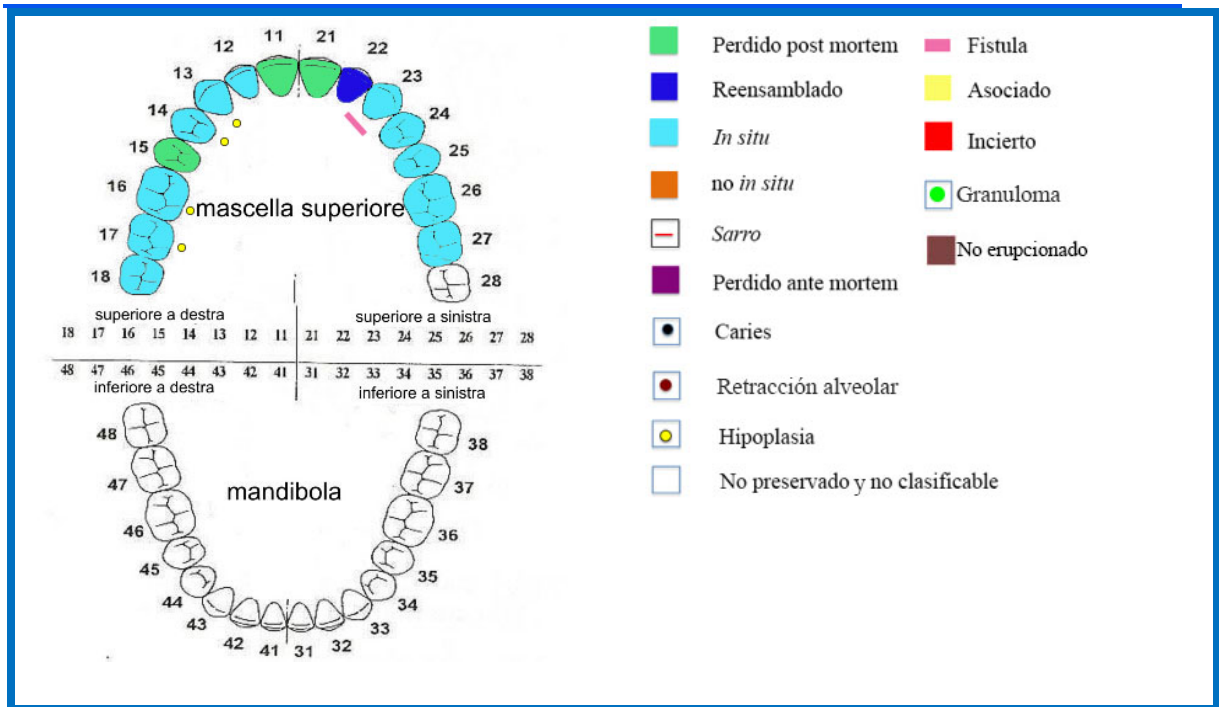 11 21
12 22
13 23
14 24
15 25
16 26
mascella superiore
17 27
18 28
superiore a destra superiore a sinistra
18 17 16 15 14 13 12 11 21 22 23 24 25 26 27 28
48 47 46 45 44 43 42 41 31 32 33 34 35 36 37 38
inferiore a destra inferiore a sinistra
48 38
47 37
mandibola
46 36
45 35
44 34
43 33
42 41 31 32
Perdido post mortem
Reensamblado
In situ
no in situ
Sarro
Perdido ante mortem
Caries
Retracción alveolar
Hipoplasia
No preservado y no clasificable
Fistula
Asociado
Incierto
Granuloma
No erupcionado